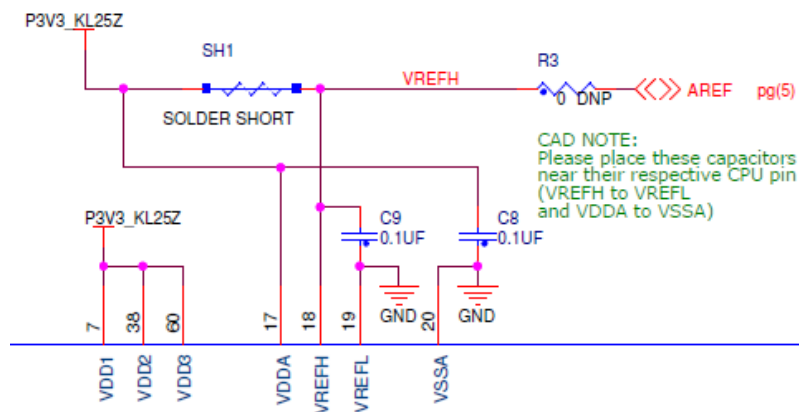 P3V3_KL25Z
SH1
R3
VREFH
0 DNP
AREF pg(5)
SOLDER SHORT
CAD NOTE:
Please place these capacitors
near their respective CPU pin
(VREFH to VREFL
and VDDA to VSSA)
P3V3_KL25Z
C9
0.1UF
C8
0.1UF
GND
GND
7
38
60
17
18
19
20
VDD1
VDD2
VDD3
VDDA
VREFH
VREFL
VSSA